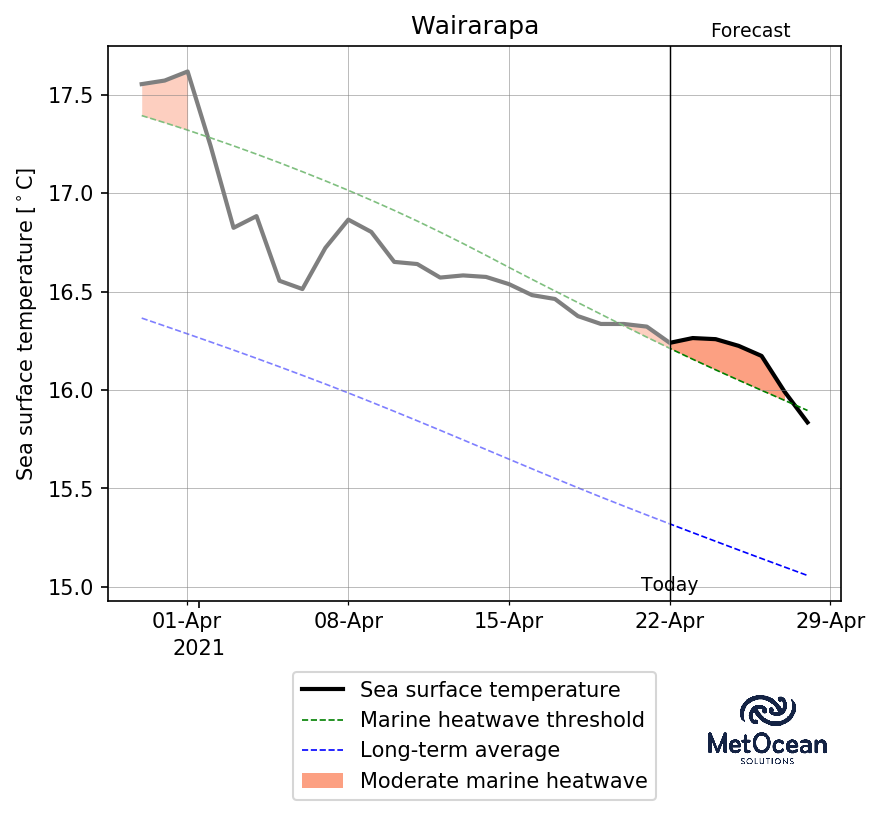 Wairarapa
Forecast
Sea surface temperature [°C]
17.5
17.0
16.5
16.0
15.5
15.0
Today
01-Apr
08-Apr
15-Apr
22-Apr
29-Apr
2021
Sea surface temperature
Marine heatwave threshold
Long-term average
Moderate marine heatwave
MetOcean
SOLUTIONS